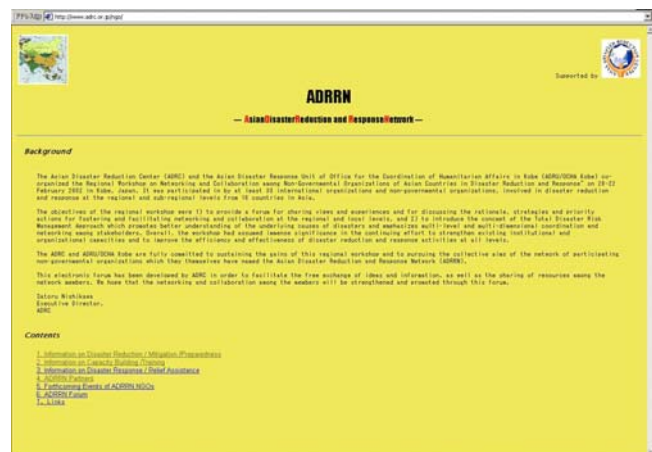 http://www.adrc.or.jp/ngo/
Supported by
ADRRN
— AsianDisasterReduction and ResponseNetwork —
Background
The Asian Disaster Reduction Center (ADRC) and the Asian Disaster Response Unit of Office for the Coordination of Humanitarian Affairs in Kobe (ADRU/OCHA Kobe) co-
organized the Regional Workshop on Networking and Collaboration among Non-Governmental Organizations of Asian Countries in Disaster Reduction and Response" on 20-22
February 2002 in Kobe, Japan. It was participated in by at least 30 international organizations and non-governmental organizations, involved in disaster reduction
and response at the regional and subregional levels from 16 countries in Asia.
The objectives of the regional workshop were 1) to provide a forum for sharing views and experiences and for discussing the rationale, strategies and priority
actions for fostering and facilitating networking and collaboration at the regional and local levels, and 2) to introduce the concept of the Total Disaster Risk
Management Approach which promotes better understanding of the underlying causes of disasters and emphasizes multi-level and multi-dimensional coordination and
networking among stakeholders. Overall, the workshop had assumed immense significance in the continuing effort to strengthen existing institutional and
organizational capacities and to improve the efficiency and effectiveness of disaster reduction and response activities at all levels.
The ADRC and ADRU/OCHA Kobe are fully committed to sustaining the gains of this regional workshop and to pursuing the collective aims of the network of participating
non-governmental organizations which they themselves have named the Asian Disaster Reduction and Response Network (ADRRN).
This electronic forum has been developed by ADRC in order to facilitate the free exchange of ideas and information, as well as the sharing of resources among the
network members. We hope that the networking and collaboration among the members will be strengthened and promoted through this forum.
Satoru Nishikawa
Executive Director,
ADRC
Contents
1. Information on Disaster Reduction / Mitigation /Preparedness
2. Information on Capacity Building /Training
3. Information on Disaster Response / Relief Assistance
4. ADRRN Partners
5. Forthcoming Events of ADRRN NGOs
6. ADRRN Forum
7. Links